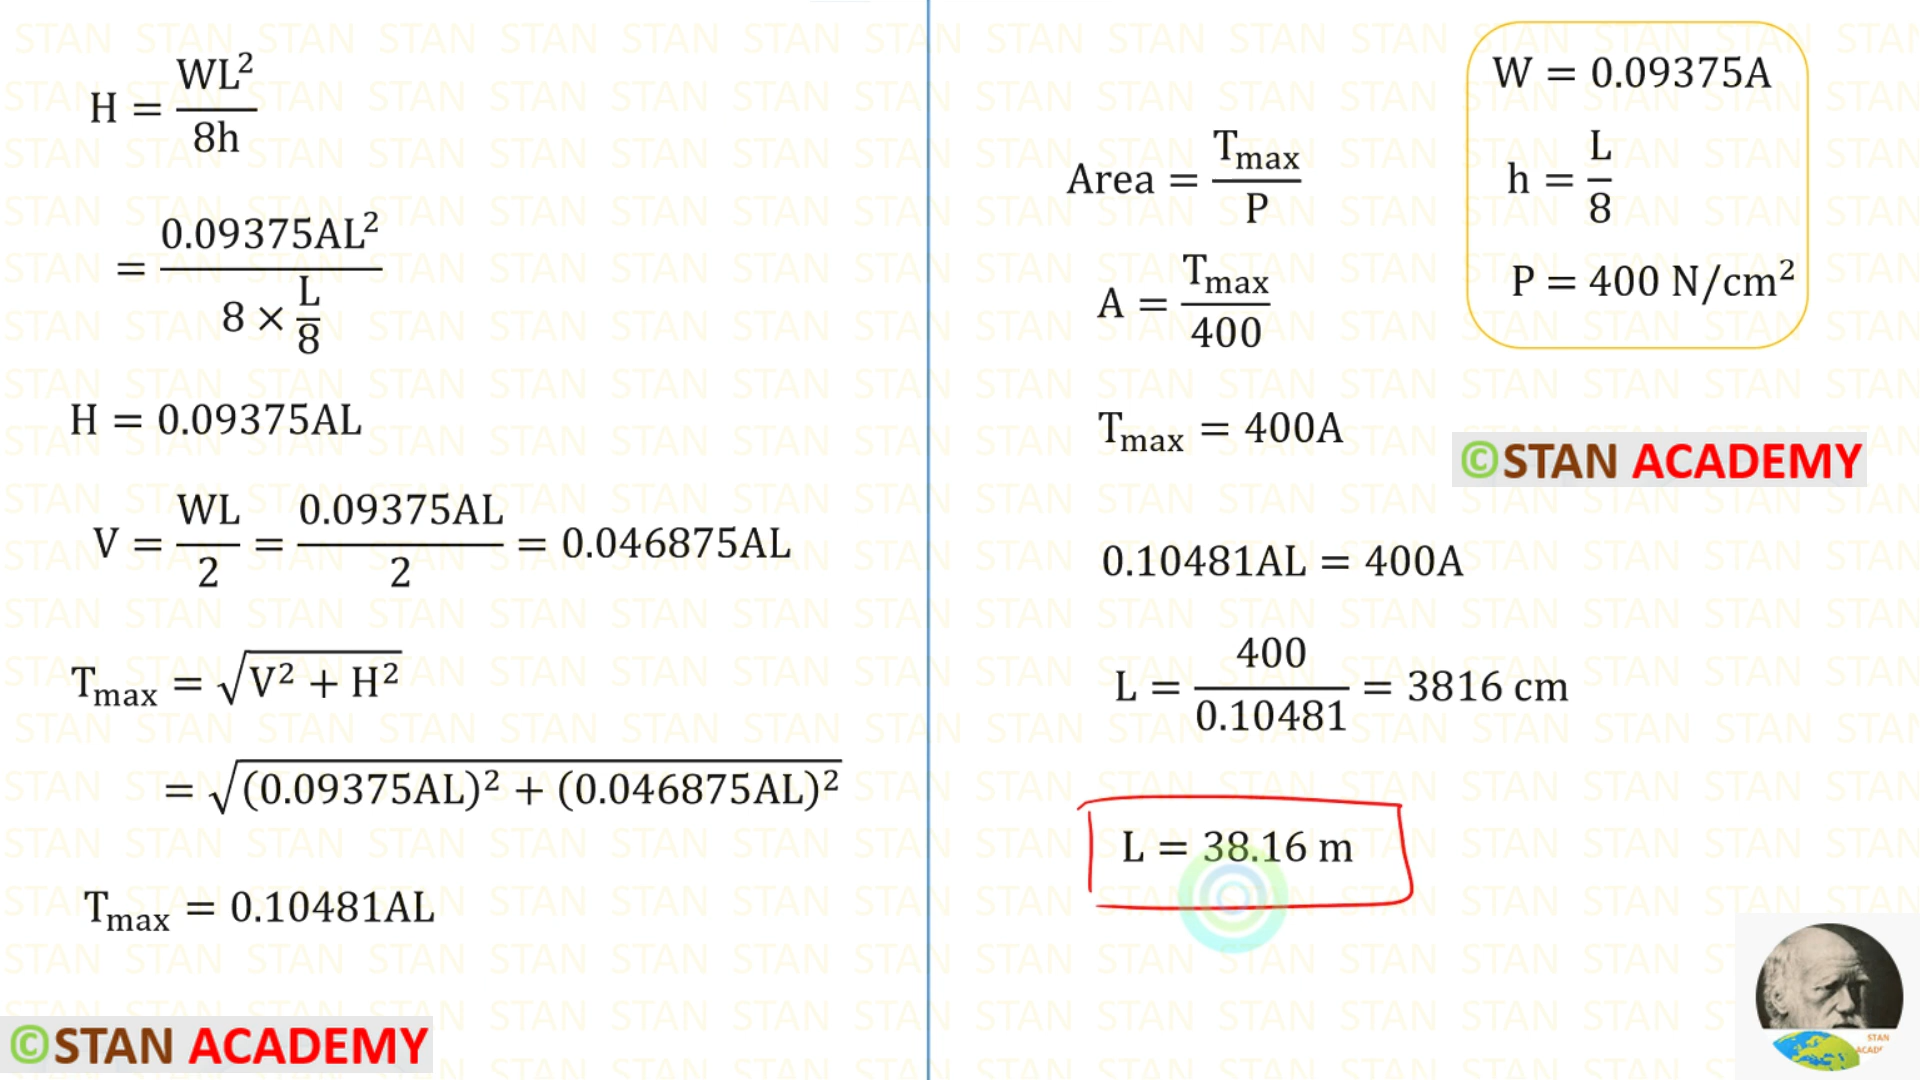 H = WL²/8h
= 0.09375AL²/(8 × L/8)
H = 0.09375AL
V = WL/2 = 0.09375AL/2 = 0.046875AL
Tmax = √(V² + H²)
= √((0.09375AL)² + (0.046875AL)²)
Tmax = 0.10481AL
©STAN ACADEMY
Area = Tmax/P
A = Tmax/400
Tmax = 400A
0.10481AL = 400A
L = 400/0.10481 = 3816 cm
L = 38.16 m
W = 0.09375A
h = L/8
P = 400 N/cm²
©STAN ACADEMY
STAN